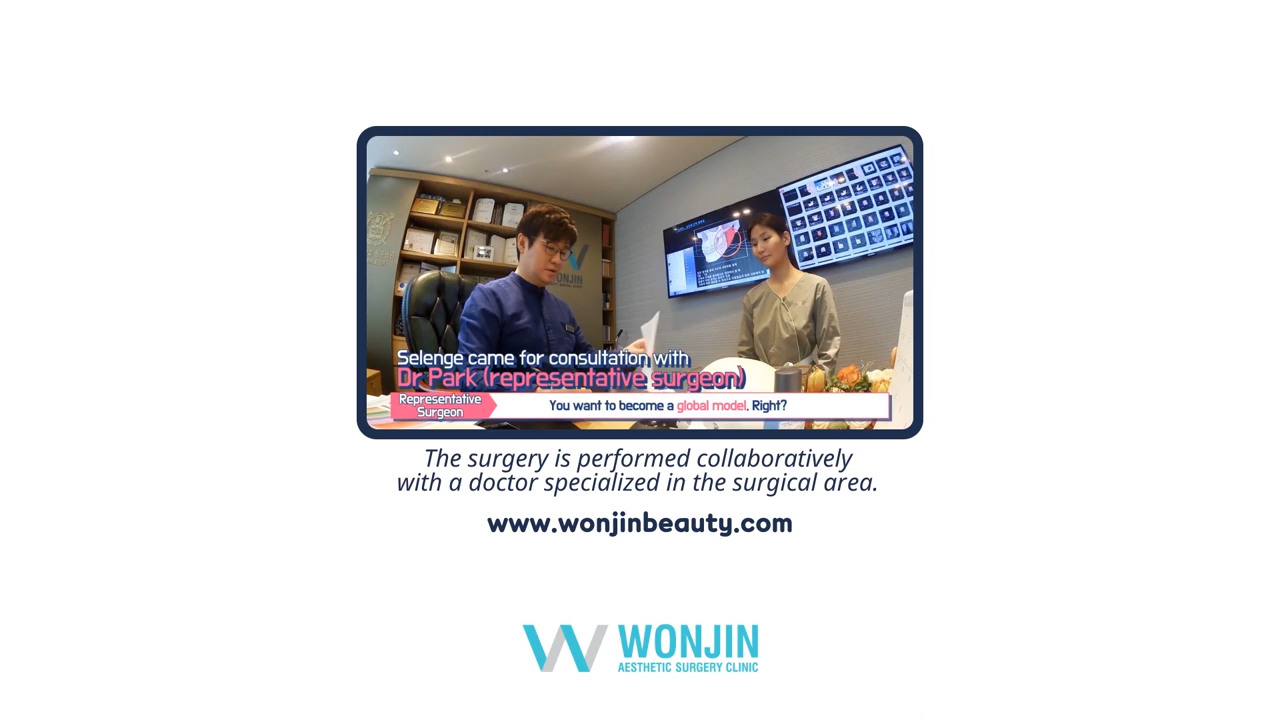 WONJIN
Selenge came for consultation with
Dr Park (representative surgeon)
Representative
Surgeon
You want to become a global model. Right?
The surgery is performed collaboratively
with a doctor specialized in the surgical area.
www.wonjinbeauty.com
WONJIN
AESTHETIC SURGERY CLINIC